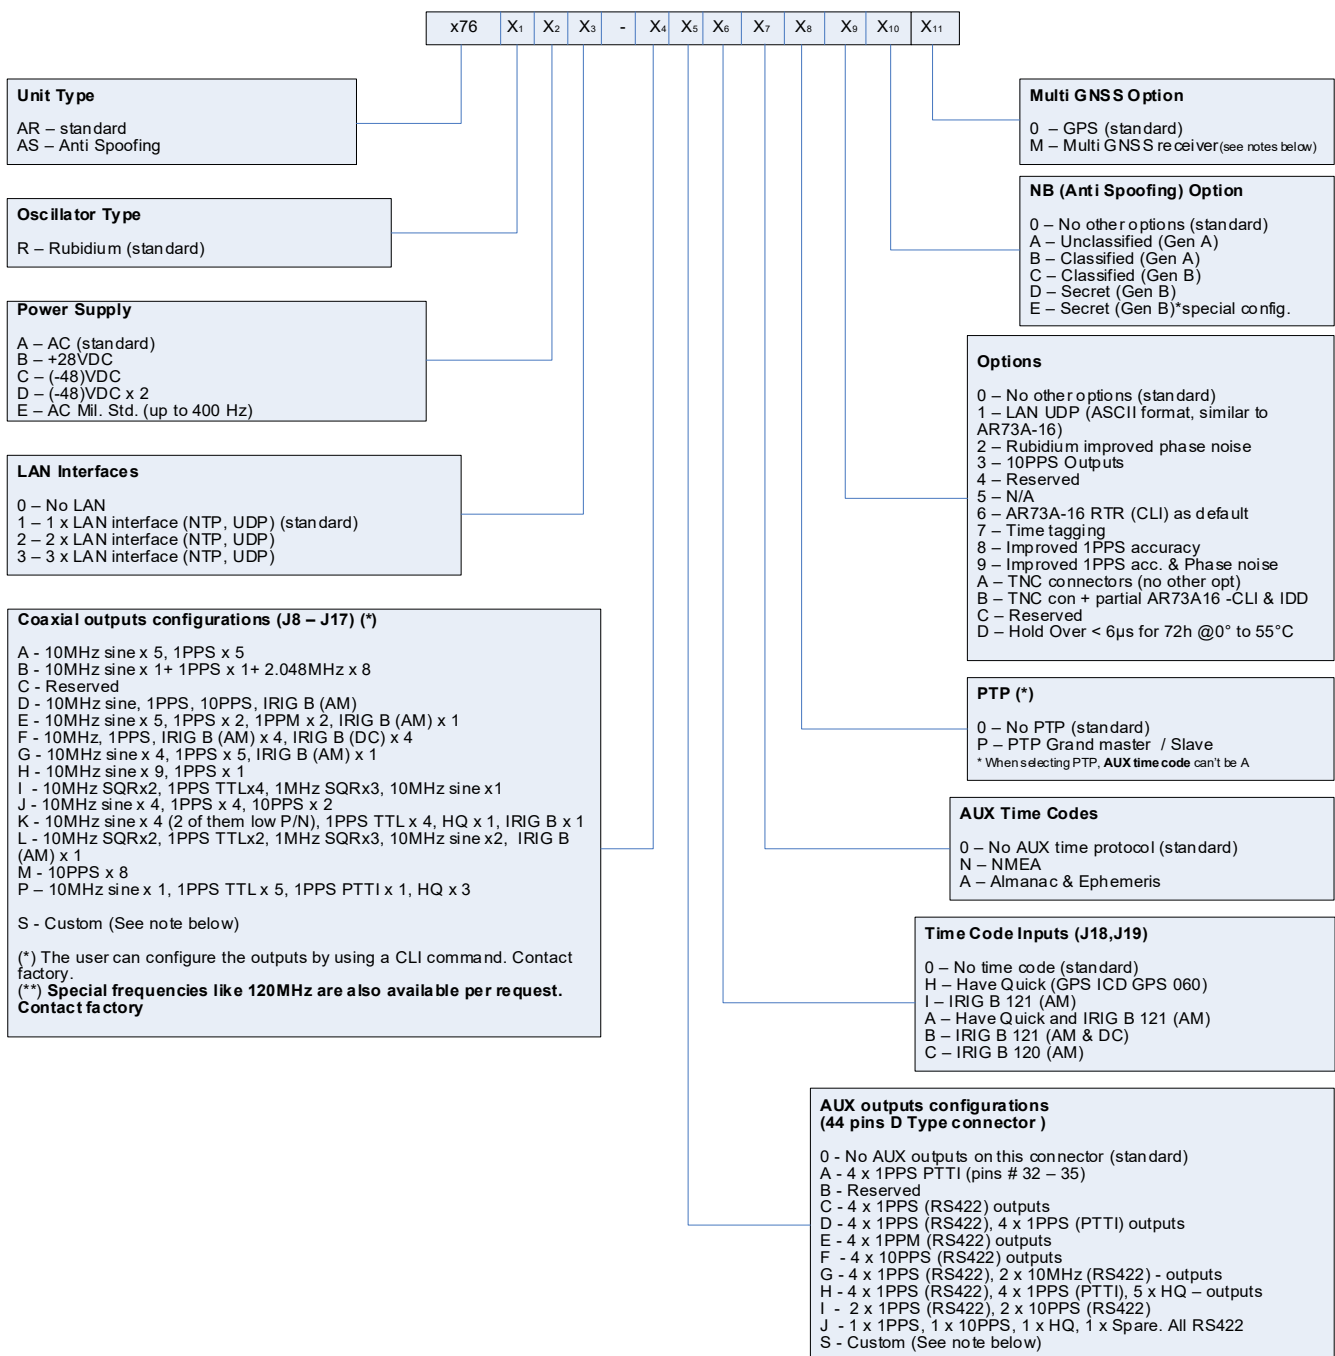 x76 X1 X2 X3 - X4 X5 X6 X7 X8 X9 X10 X11
Unit Type
AR – standard
AS – Anti Spoofing
Oscillator Type
R – Rubidium (standard)
Power Supply
A – AC (standard)
B – +28VDC
C – (-48)VDC
D – (-48)VDC x 2
E – AC Mil. Std. (up to 400 Hz)
LAN Interfaces
0 – No LAN
1 – 1 x LAN interface (NTP, UDP) (standard)
2 – 2 x LAN interface (NTP, UDP)
3 – 3 x LAN interface (NTP, UDP)
Coaxial outputs configurations (J8 – J17) (*)
A - 10MHz sine x 5, 1PPS x 5
B - 10MHz sine x 1+ 1PPS x 1+ 2.048MHz x 8
C - Reserved
D - 10MHz sine, 1PPS, 10PPS, IRIG B (AM)
E - 10MHz sine x 5, 1PPS x 2, 1PPM x 2, IRIG B (AM) x 1
F - 10MHz, 1PPS, IRIG B (AM) x 4, IRIG B (DC) x 4
G - 10MHz sine x 4, 1PPS x 5, IRIG B (AM) x 1
H - 10MHz sine x 9, 1PPS x 1
I - 10MHz SQRx2, 1PPS TTLx4, 1MHz SQRx3, 10MHz sine x1
J - 10MHz sine x 4, 1PPS x 4, 10PPS x 2
K - 10MHz sine x 4 (2 of them low P/N), 1PPS TTL x 4, HQ x 1, IRIG B x 1
L - 10MHz SQRx2, 1PPS TTLx2, 1MHz SQRx3, 10MHz sine x2, IRIG B
(AM) x 1
M - 10PPS x 8
P – 10MHz sine x 1, 1PPS TTL x 5, 1PPS PTTI x 1, HQ x 3
S - Custom (See note below)
(*) The user can configure the outputs by using a CLI command. Contact
factory.
(**) Special frequencies like 120MHz are also available per request.
Contact factory
Multi GNSS Option
0 – GPS (standard)
M – Multi GNSS receiver(see notes below)
NB (Anti Spoofing) Option
0 – No other options (standard)
A – Unclassified (Gen A)
B – Classified (Gen A)
C – Classified (Gen B)
D – Secret (Gen B)
E – Secret (Gen B)*special config.
Options
0 – No other options (standard)
1 – LAN UDP (ASCII format, similar to
AR73A-16)
2 – Rubidium improved phase noise
3 – 10PPS Outputs
4 – Reserved
5 – N/A
6 – AR73A-16 RTR (CLI) as default
7 – Time tagging
8 – Improved 1PPS accuracy
9 – Improved 1PPS acc. & Phase noise
A – TNC connectors (no other opt)
B – TNC con + partial AR73A16 -CLI & IDD
C – Reserved
D – Hold Over < 6µs for 72h @0° to 55°C
PTP (*)
0 – No PTP (standard)
P – PTP Grand master / Slave
* When selecting PTP, AUX time code can't be A
AUX Time Codes
0 – No AUX time protocol (standard)
N – NMEA
A – Almanac & Ephemeris
Time Code Inputs (J18,J19)
0 – No time code (standard)
H – Have Quick (GPS ICD GPS 060)
I – IRIG B 121 (AM)
A – Have Quick and IRIG B 121 (AM)
B – IRIG B 121 (AM & DC)
C – IRIG B 120 (AM)
AUX outputs configurations
(44 pins D Type connector )
0 - No AUX outputs on this connector (standard)
A - 4 x 1PPS PTTI (pins # 32 – 35)
B - Reserved
C - 4 x 1PPS (RS422) outputs
D - 4 x 1PPS (RS422), 4 x 1PPS (PTTI) outputs
E - 4 x 1PPM (RS422) outputs
F - 4 x 10PPS (RS422) outputs
G - 4 x 1PPS (RS422), 2 x 10MHz (RS422) - outputs
H - 4 x 1PPS (RS422), 4 x 1PPS (PTTI), 5 x HQ – outputs
I - 2 x 1PPS (RS422), 2 x 10PPS (RS422)
J - 1 x 1PPS, 1 x 10PPS, 1 x HQ, 1 x Spare. All RS422
S - Custom (See note below)